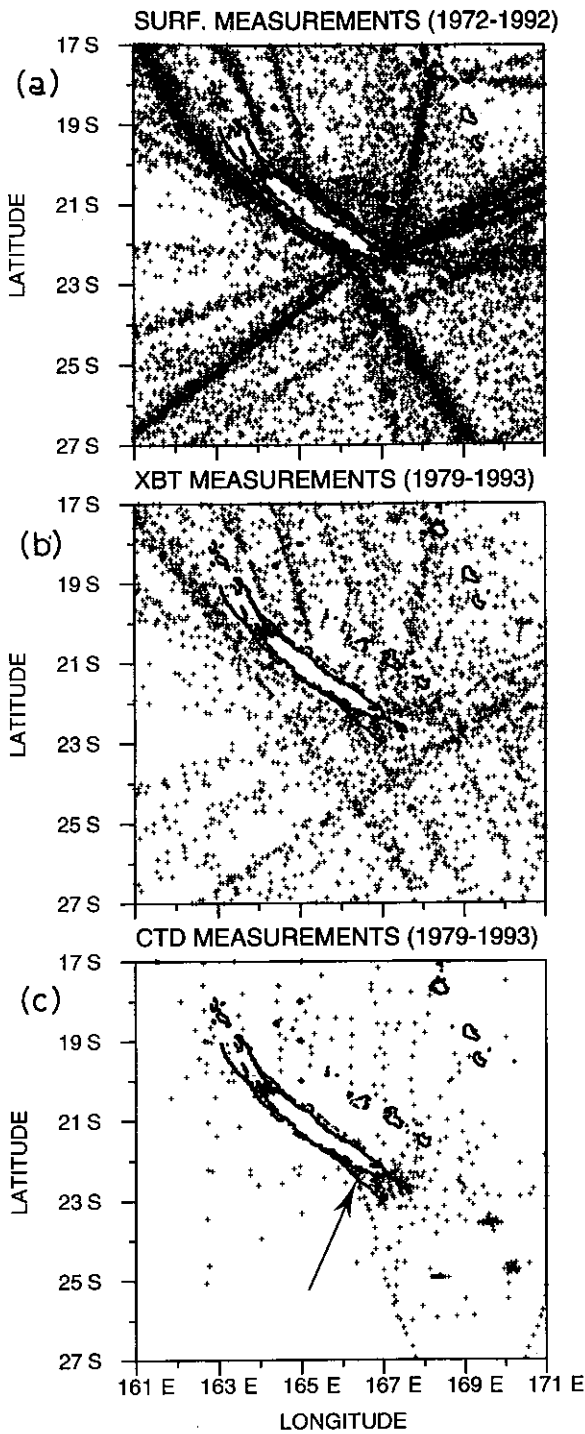 SURF. MEASUREMENTS (1972-1992)
(a)
17 S
19 S
21 S
23 S
25 S
27 S
LATITUDE
XBT MEASUREMENTS (1979-1993)
(b)
17 S
19 S
21 S
23 S
25 S
27 S
LATITUDE
CTD MEASUREMENTS (1979-1993)
(c)
17 S
19 S
21 S
23 S
25 S
27 S
LATITUDE
161 E 163 E 165 E 167 E 169 E 171 E
LONGITUDE